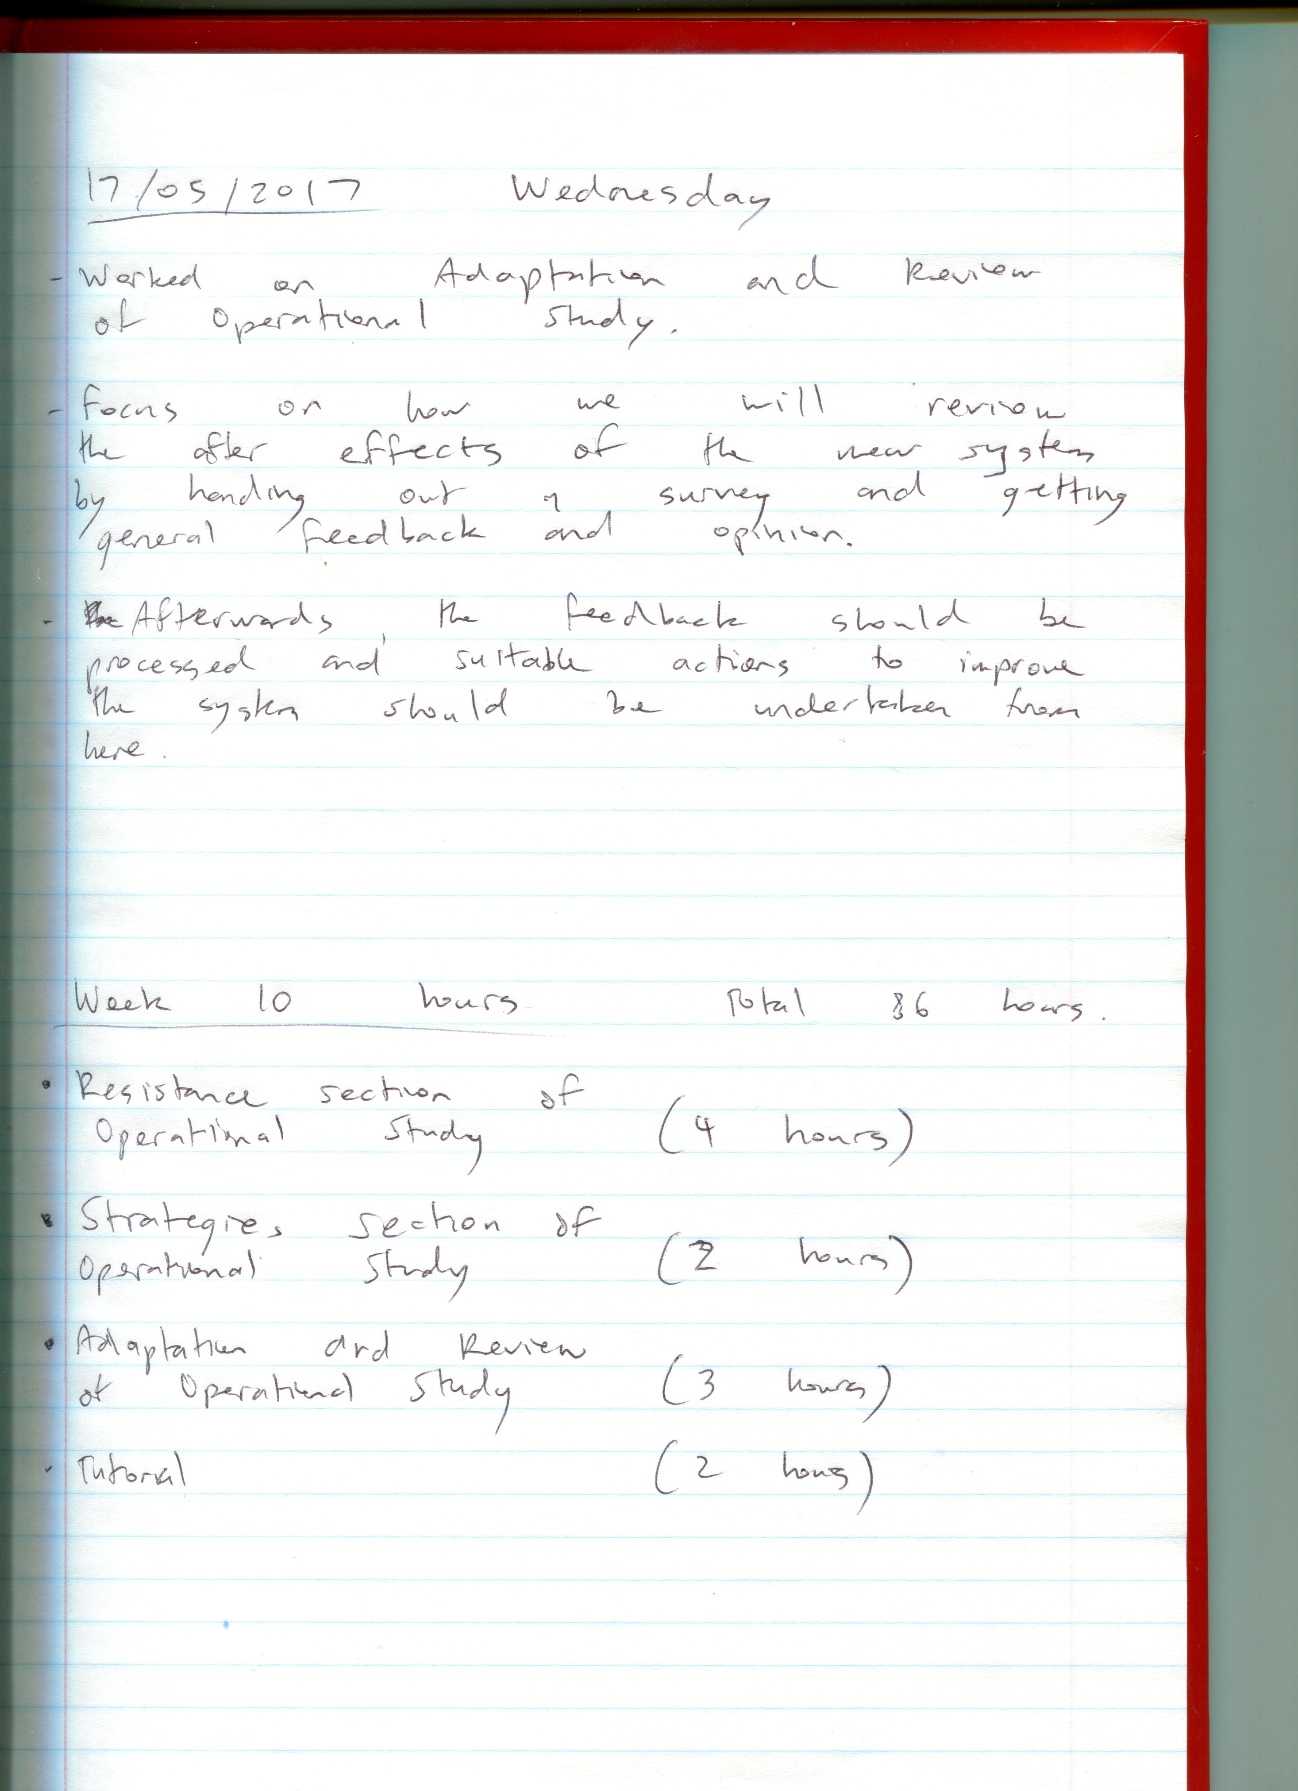 17/05/2017 Wednesday
- Worked on Adaptation and Review
of Operational Study.
- Focus on how we will review
the after effects of the new system
by handing out a survey and getting
general feedback and opinion.
- Afterwards, the feedback should be
processed and suitable actions to improve
the system should be undertaken from
here.
Week 10 hours Total 86 hours.
• Resistance section of
Operational Study (4 hours)
• Strategies section of
Operational Study (2 hours)
• Adaptation and Review
of Operational Study (3 hours)
• Tutorial (2 hours)